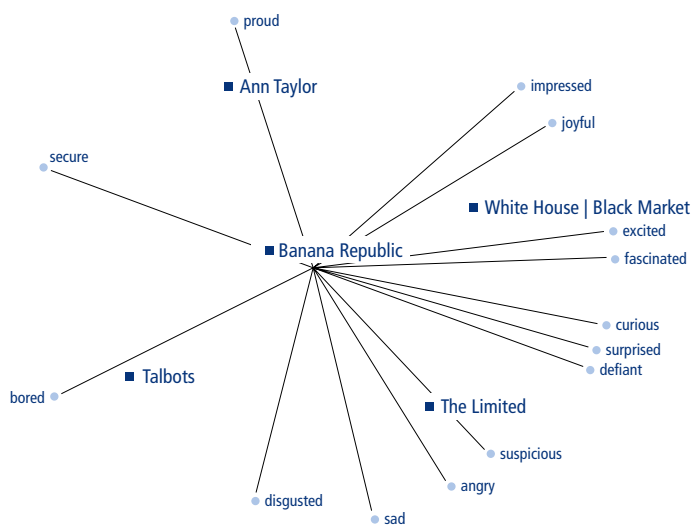 proud
Ann Taylor
impressed
joyful
secure
White House | Black Market
excited
Banana Republic
fascinated
curious
surprised
defiant
Talbots
bored
The Limited
suspicious
angry
disgusted
sad